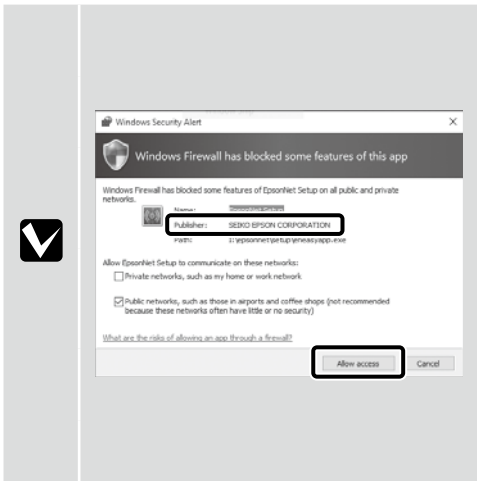 Windows Security Alert
Windows Firewall has blocked some features of this app
Windows Firewall has blocked some features of EpsonNet Setup on all public and private
networks.
Name:
Publisher: SEIKO EPSON CORPORATION
Path: I:\epsonnet\setup\eneasyapp.exe
Allow EpsonNet Setup to communicate on these networks:
Private networks, such as my home or work network
Public networks, such as those in airports and coffee shops (not recommended
because these networks often have little or no security)
What are the risks of allowing an app through a firewall?
Allow access Cancel